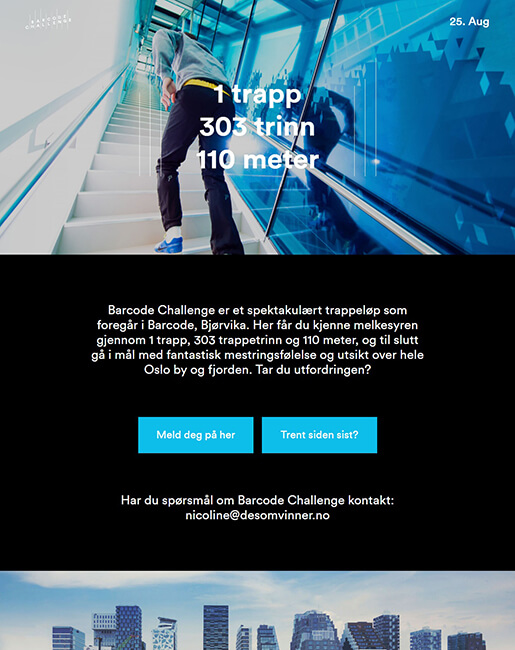 BARCODE
CHALLENGE
25. Aug
1 trapp
303 trinn
110 meter
Barcode Challenge er et spektakulært trappeløp som
foregår i Barcode, Bjørvika. Her får du kjenne melkesyren
gjennom 1 trapp, 303 trappetrinn og 110 meter, og til slutt
gå i mål med fantastisk mestringsfølelse og utsikt over hele
Oslo by og fjorden. Tar du utfordringen?
Meld deg på her
Trent siden sist?
Har du spørsmål om Barcode Challenge kontakt:
nicoline@desomvinner.no